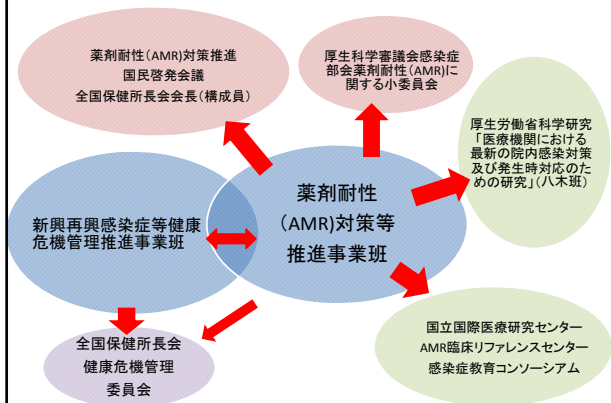 薬剤耐性(AMR)対策推進
国民啓発会議
全国保健所長会会長(構成員)
厚生科学審議会感染症
部会薬剤耐性(AMR)に
関する小委員会
厚生労働省科学研究
「医療機関における
最新の院内感染対策
及び発生時対応のた
めの研究」(八木班)
新興再興感染症等健康
危機管理推進事業班
薬剤耐性
(AMR)対策等
推進事業班
全国保健所長会
健康危機管理
委員会
国立国際医療研究センター
AMR臨床リファレンスセンター
感染症教育コンソーシアム